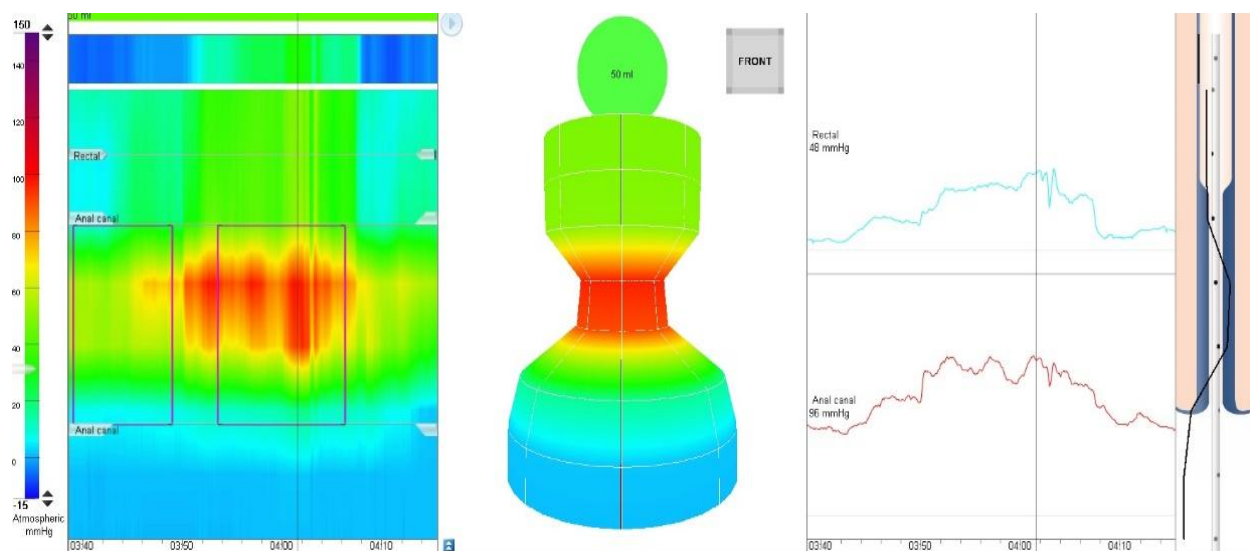 50 ml
150
140
120
100
80
60
40
20
0
-15
Atmospheric
mmHg
Rectal
Anal canal
Anal canal
03:40
03:50
04:00
04:10
50 ml
FRONT
Rectal
48 mmHg
Anal canal
96 mmHg
03:40
03:50
04:00
04:10